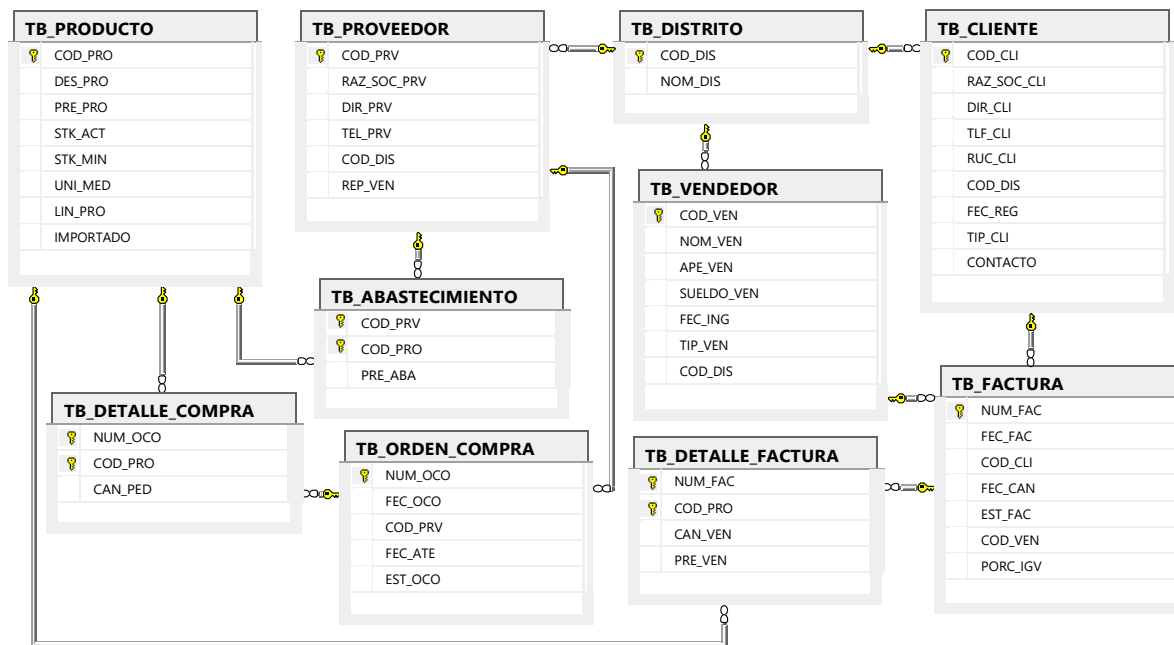 TB_PRODUCTO
COD_PRO
DES_PRO
PRE_PRO
STK_ACT
STK_MIN
UNI_MED
LIN_PRO
IMPORTADO
TB_PROVEEDOR
COD_PRV
RAZ_SOC_PRV
DIR_PRV
TEL_PRV
COD_DIS
REP_VEN
TB_DISTRITO
COD_DIS
NOM_DIS
TB_CLIENTE
COD_CLI
RAZ_SOC_CLI
DIR_CLI
TLF_CLI
RUC_CLI
COD_DIS
FEC_REG
TIP_CLI
CONTACTO
TB_VENDEDOR
COD_VEN
NOM_VEN
APE_VEN
SUELDO_VEN
FEC_ING
TIP_VEN
COD_DIS
TB_ABASTECIMIENTO
COD_PRV
COD_PRO
PRE_ABA
TB_DETALLE_COMPRA
NUM_OCO
COD_PRO
CAN_PED
TB_ORDEN_COMPRA
NUM_OCO
FEC_OCO
COD_PRV
FEC_ATE
EST_OCO
TB_DETALLE_FACTURA
NUM_FAC
COD_PRO
CAN_VEN
PRE_VEN
TB_FACTURA
NUM_FAC
FEC_FAC
COD_CLI
FEC_CAN
EST_FAC
COD_VEN
PORC_IGV